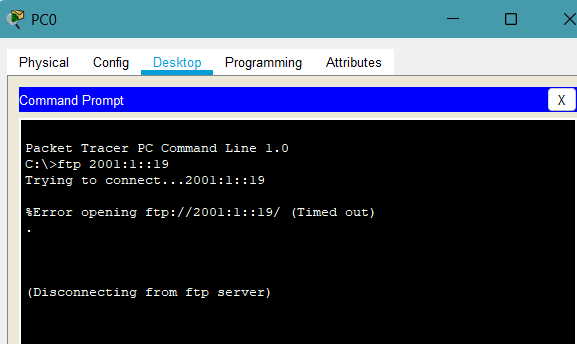 PC0
Physical Config Desktop Programming Attributes
Command Prompt
X
Packet Tracer PC Command Line 1.0
C:\>ftp 2001:1::19
Trying to connect...2001:1::19
%Error opening ftp://2001:1::19/ (Timed out)
.
(Disconnecting from ftp server)